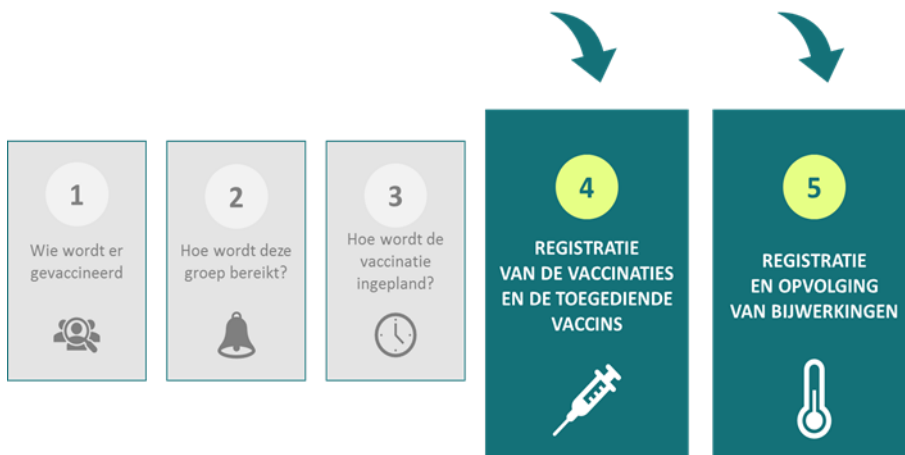 1
Wie wordt er
gevaccineerd
2
Hoe wordt deze
groep bereikt?
3
Hoe wordt de
vaccinatie
ingepland?
4
REGISTRATIE
VAN DE VACCINATIES
EN DE TOEGEDIENDE
VACCINS
5
REGISTRATIE
EN OPVOLGING
VAN BIJWERKINGEN